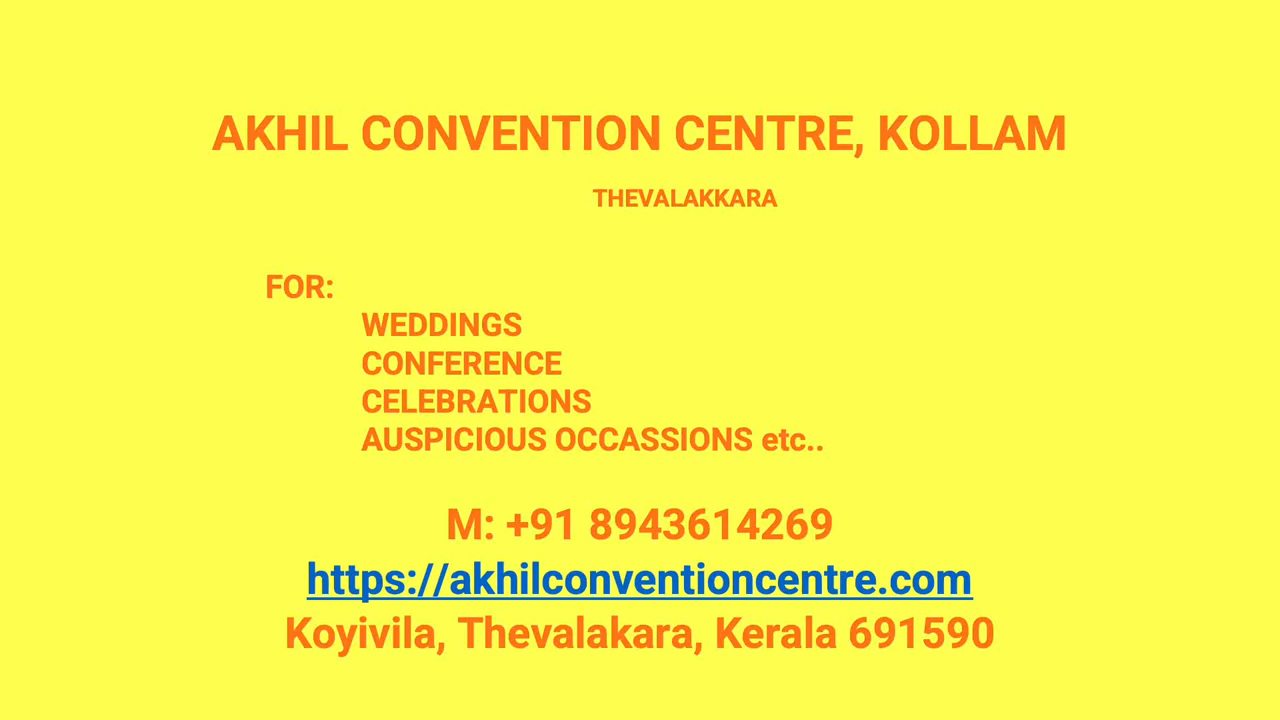 AKHIL CONVENTION CENTRE, KOLLAM
THEVALAKKARA
FOR:
WEDDINGS
CONFERENCE
CELEBRATIONS
AUSPICIOUS OCCASSIONS etc..
M: +91 8943614269
https://akhilconventioncentre.com
Koyivila, Thevalakara, Kerala 691590